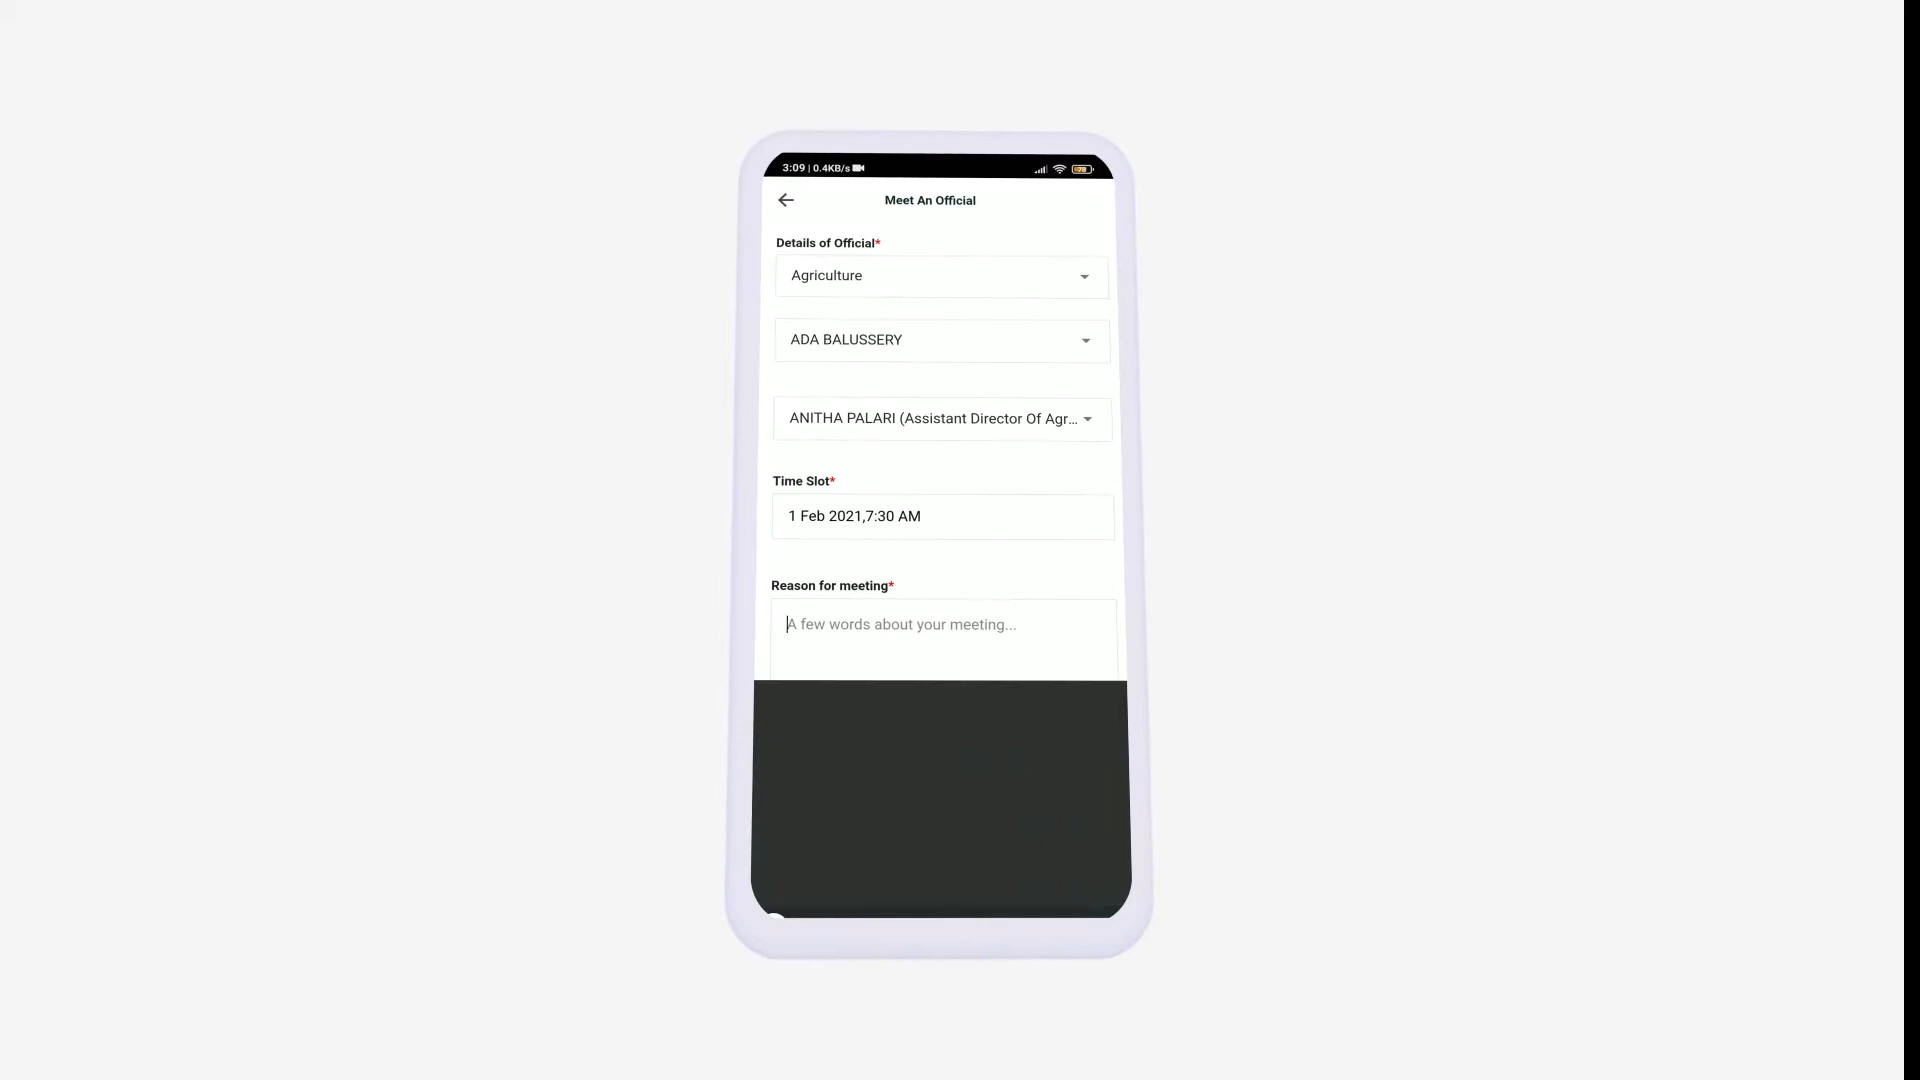 3:09 | 0.4KB/s
78
Meet An Official
Details of Official*
Agriculture
ADA BALUSSERY
ANITHA PALARI (Assistant Director Of Agr...
Time Slot*
1 Feb 2021,7:30 AM
Reason for meeting*
A few words about your meeting...